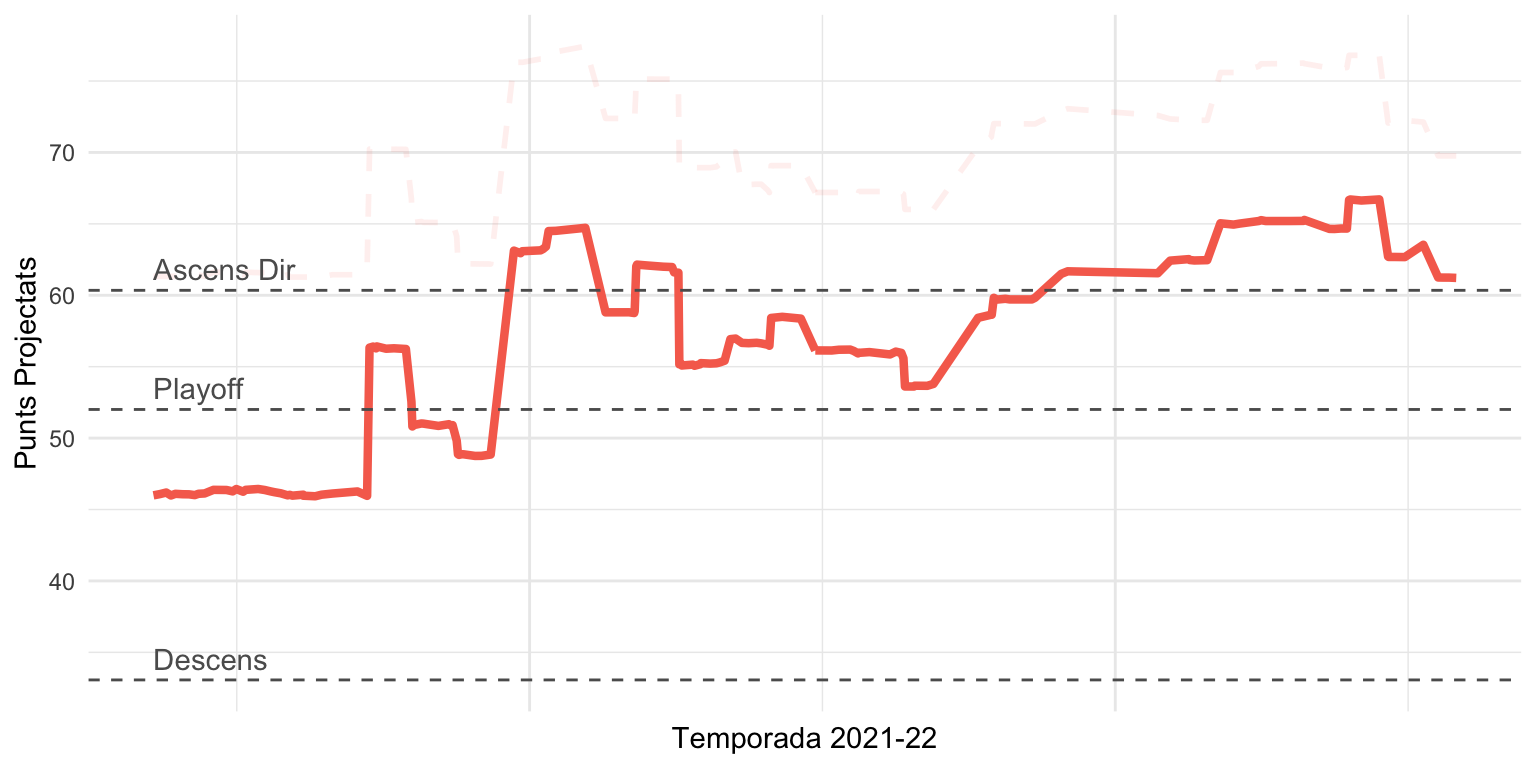 70
Ascens Dir
60
Playoff
50
40
Descens
Punts Projectats
Temporada 2021-22